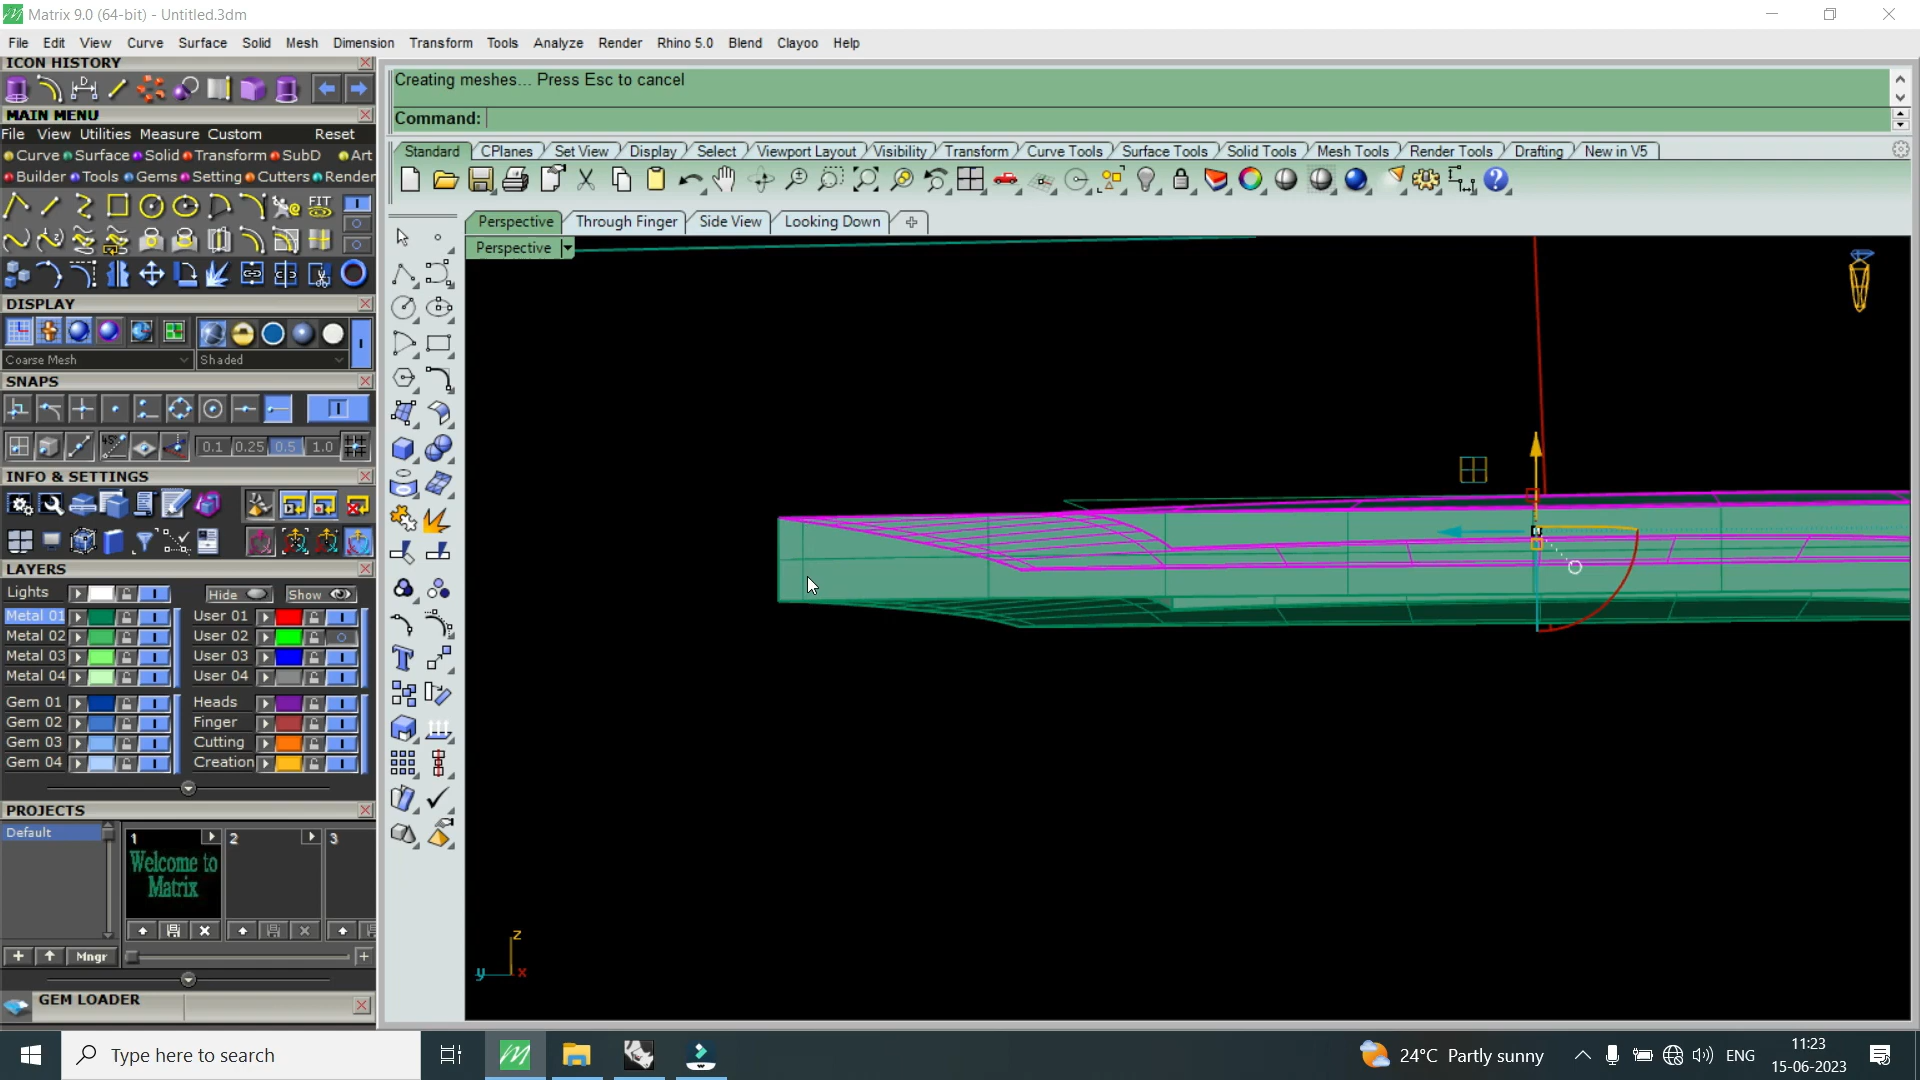 Matrix 9.0 (64-bit) - Untitled.3dm
File Edit View Curve Surface Solid Mesh Dimension Transform Tools Analyze Render Rhino 5.0 Blend Clayoo Help
ICON HISTORY
MAIN MENU
File View Utilities Measure Custom Reset
Curve Surface Solid Transform SubD Art
Builder Tools Gems Setting Cutters Render
FIT
DISPLAY
Coarse Mesh Shaded
SNAPS
45°
0.1 0.25 0.5 1.0
INFO & SETTINGS
LAYERS
Lights Hide Show
Metal 01 User 01
Metal 02 User 02
Metal 03 User 03
Metal 04 User 04
Gem 01 Heads
Gem 02 Finger
Gem 03 Cutting
Gem 04 Creation
PROJECTS
Default
1 2 3
Welcome to
Matrix
Mngr
GEM LOADER
Creating meshes... Press Esc to cancel
Command:
Standard CPlanes Set View Display Select Viewport Layout Visibility Transform Curve Tools Surface Tools Solid Tools Mesh Tools Render Tools Drafting New in V5
Perspective Through Finger Side View Looking Down
Perspective
z
y x
Type here to search
24°C Partly sunny
ENG
11:23
15-06-2023